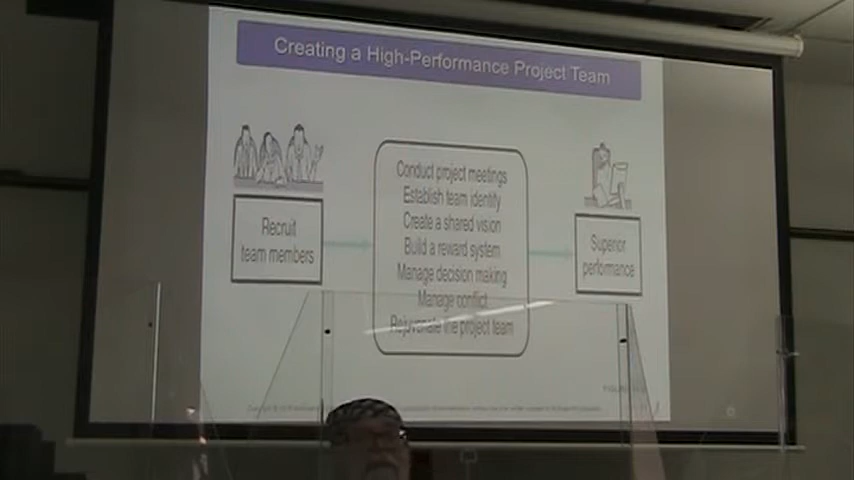 Creating a High-Performance Project Team
Recruit
team members
Conduct project meetings
Establish team identity
Create a shared vision
Build a reward system
Manage decision making
Manage conflict
Rejuvenate the project team
Superior
performance